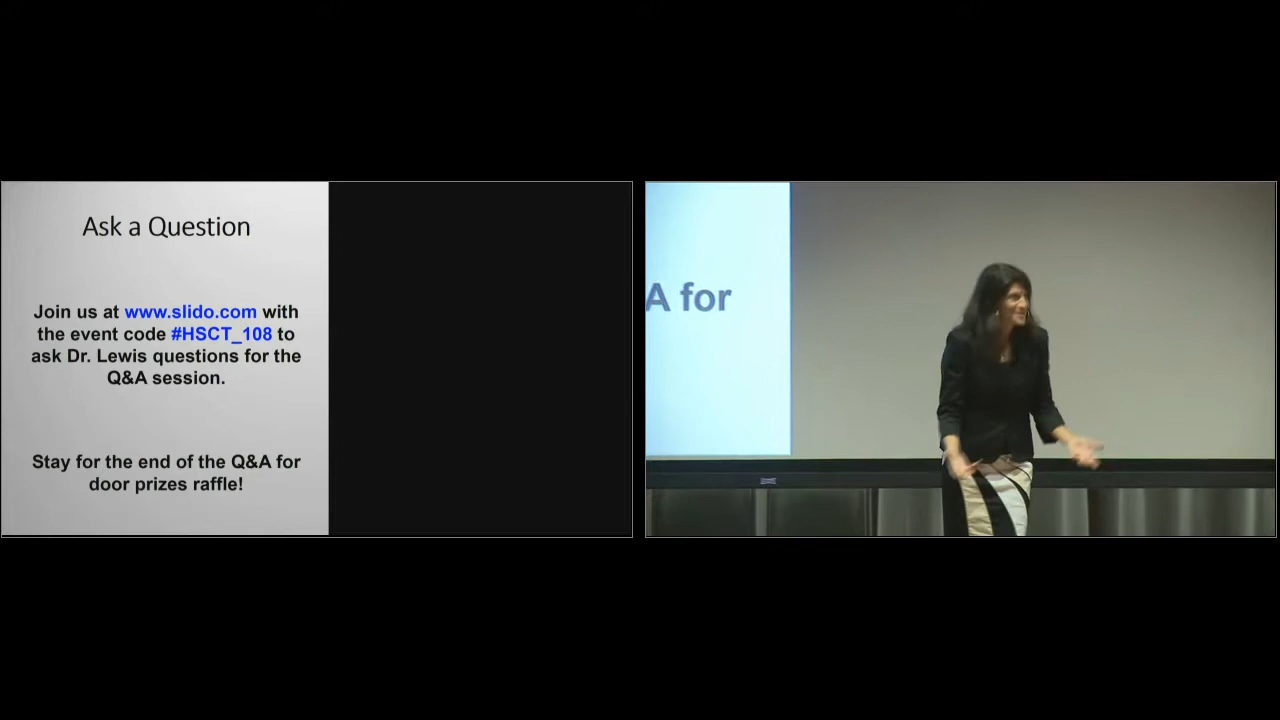 Ask a Question
Join us at www.slido.com with
the event code #HSCT_108 to
ask Dr. Lewis questions for the
Q&A session.
Stay for the end of the Q&A for
door prizes raffle!
A for